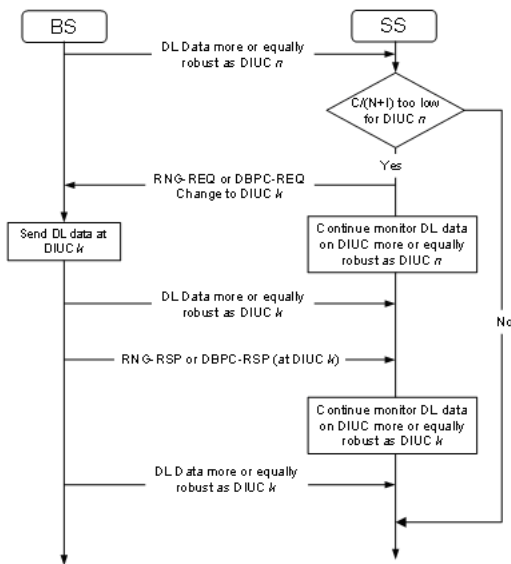 BS
SS
DL Data more or equally
robust as DIUC n
C/(N+I) too low
for DIUC n
Yes
RNG-REQ or DBPC-REQ
Change to DIUC k
Send DL data at
DIUC k
Continue monitor DL data
on DIUC more or equally
robust as DIUC n
DL Data more or equally
robust as DIUC k
No
RNG-RSP or DBPC-RSP (at DIUC k)
Continue monitor DL data
on DIUC more or equally
robust as DIUC k
DL Data more or equally
robust as DIUC k